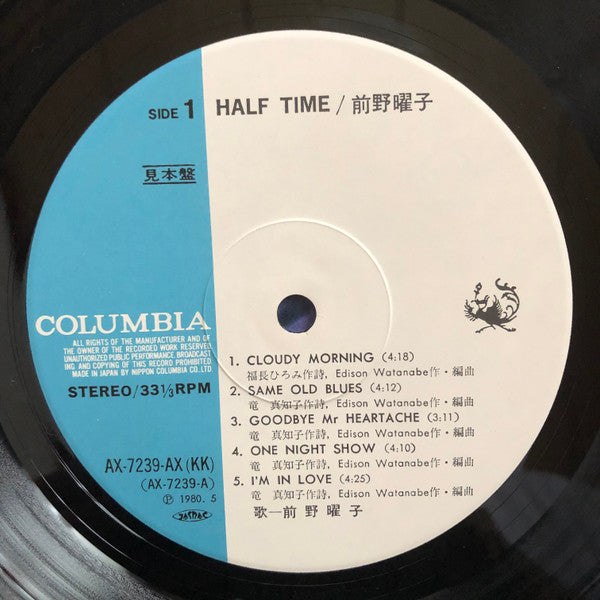 SIDE 1 HALF TIME / 前野曜子
見本盤
COLUMBIA
ALL RIGHTS OF THE MANUFACTURER AND OF
THE OWNER OF THE RECORDED WORK RESERVED.
UNAUTHORIZED PUBLIC PERFORMANCE, BROADCAST-
ING AND COPYING OF THIS RECORD PROHIBITED.
MADE IN JAPAN BY NIPPON COLUMBIA CO. LTD.
STEREO/33⅓RPM
AX-7239-AX (KK)
(AX-7239-A)
Ⓟ 1980. 5
1. CLOUDY MORNING (4:18)
福長ひろみ作詩, Edison Watanabe作・編曲
2. SAME OLD BLUES (4:12)
竜 真知子作詩, Edison Watanabe作・編曲
3. GOODBYE Mr HEARTACHE (3:11)
竜 真知子作詩, Edison Watanabe作・編曲
4. ONE NIGHT SHOW (4:10)
竜 真知子作詩, Edison Watanabe作・編曲
5. I'M IN LOVE (4:25)
竜 真知子作詩, Edison Watanabe作・編曲
歌―前 野 曜 子